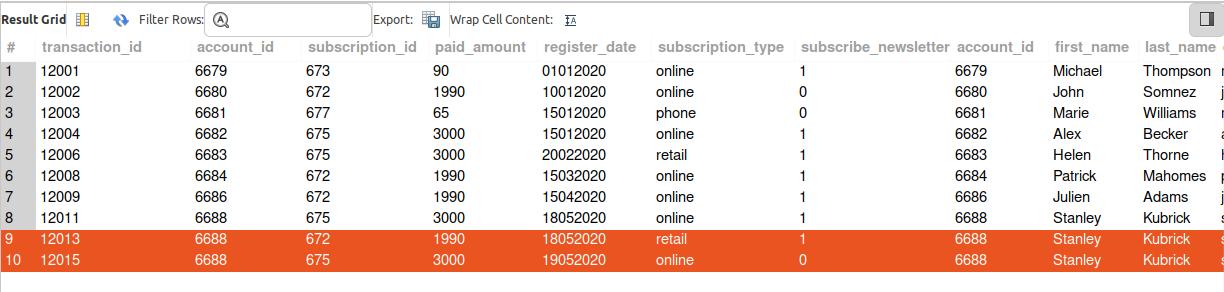 Result Grid Filter Rows: Export: Wrap Cell Content: IA
# transaction_id account_id subscription_id paid_amount register_date subscription_type subscribe_newsletter account_id first_name last_name
1 12001 6679 673 90 01012020 online 1 6679 Michael Thompson
2 12002 6680 672 1990 10012020 online 0 6680 John Somnez
3 12003 6681 677 65 15012020 phone 0 6681 Marie Williams
4 12004 6682 675 3000 15012020 online 1 6682 Alex Becker
5 12006 6683 675 3000 20022020 retail 1 6683 Helen Thorne
6 12008 6684 672 1990 15032020 online 1 6684 Patrick Mahomes
7 12009 6686 672 1990 15042020 online 1 6686 Julien Adams
8 12011 6688 675 3000 18052020 online 1 6688 Stanley Kubrick
9 12013 6688 672 1990 18052020 retail 1 6688 Stanley Kubrick
10 12015 6688 675 3000 19052020 online 0 6688 Stanley Kubrick